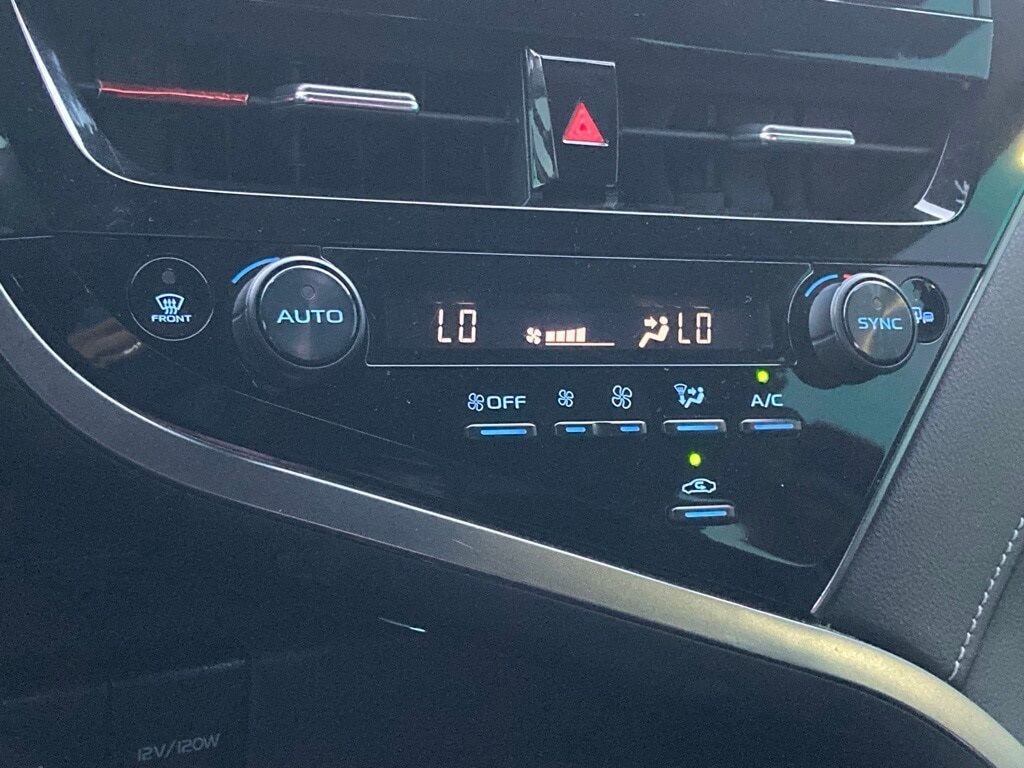 FRONT
AUTO
LO
LO
SYNC
OFF
A/C
12V/120W